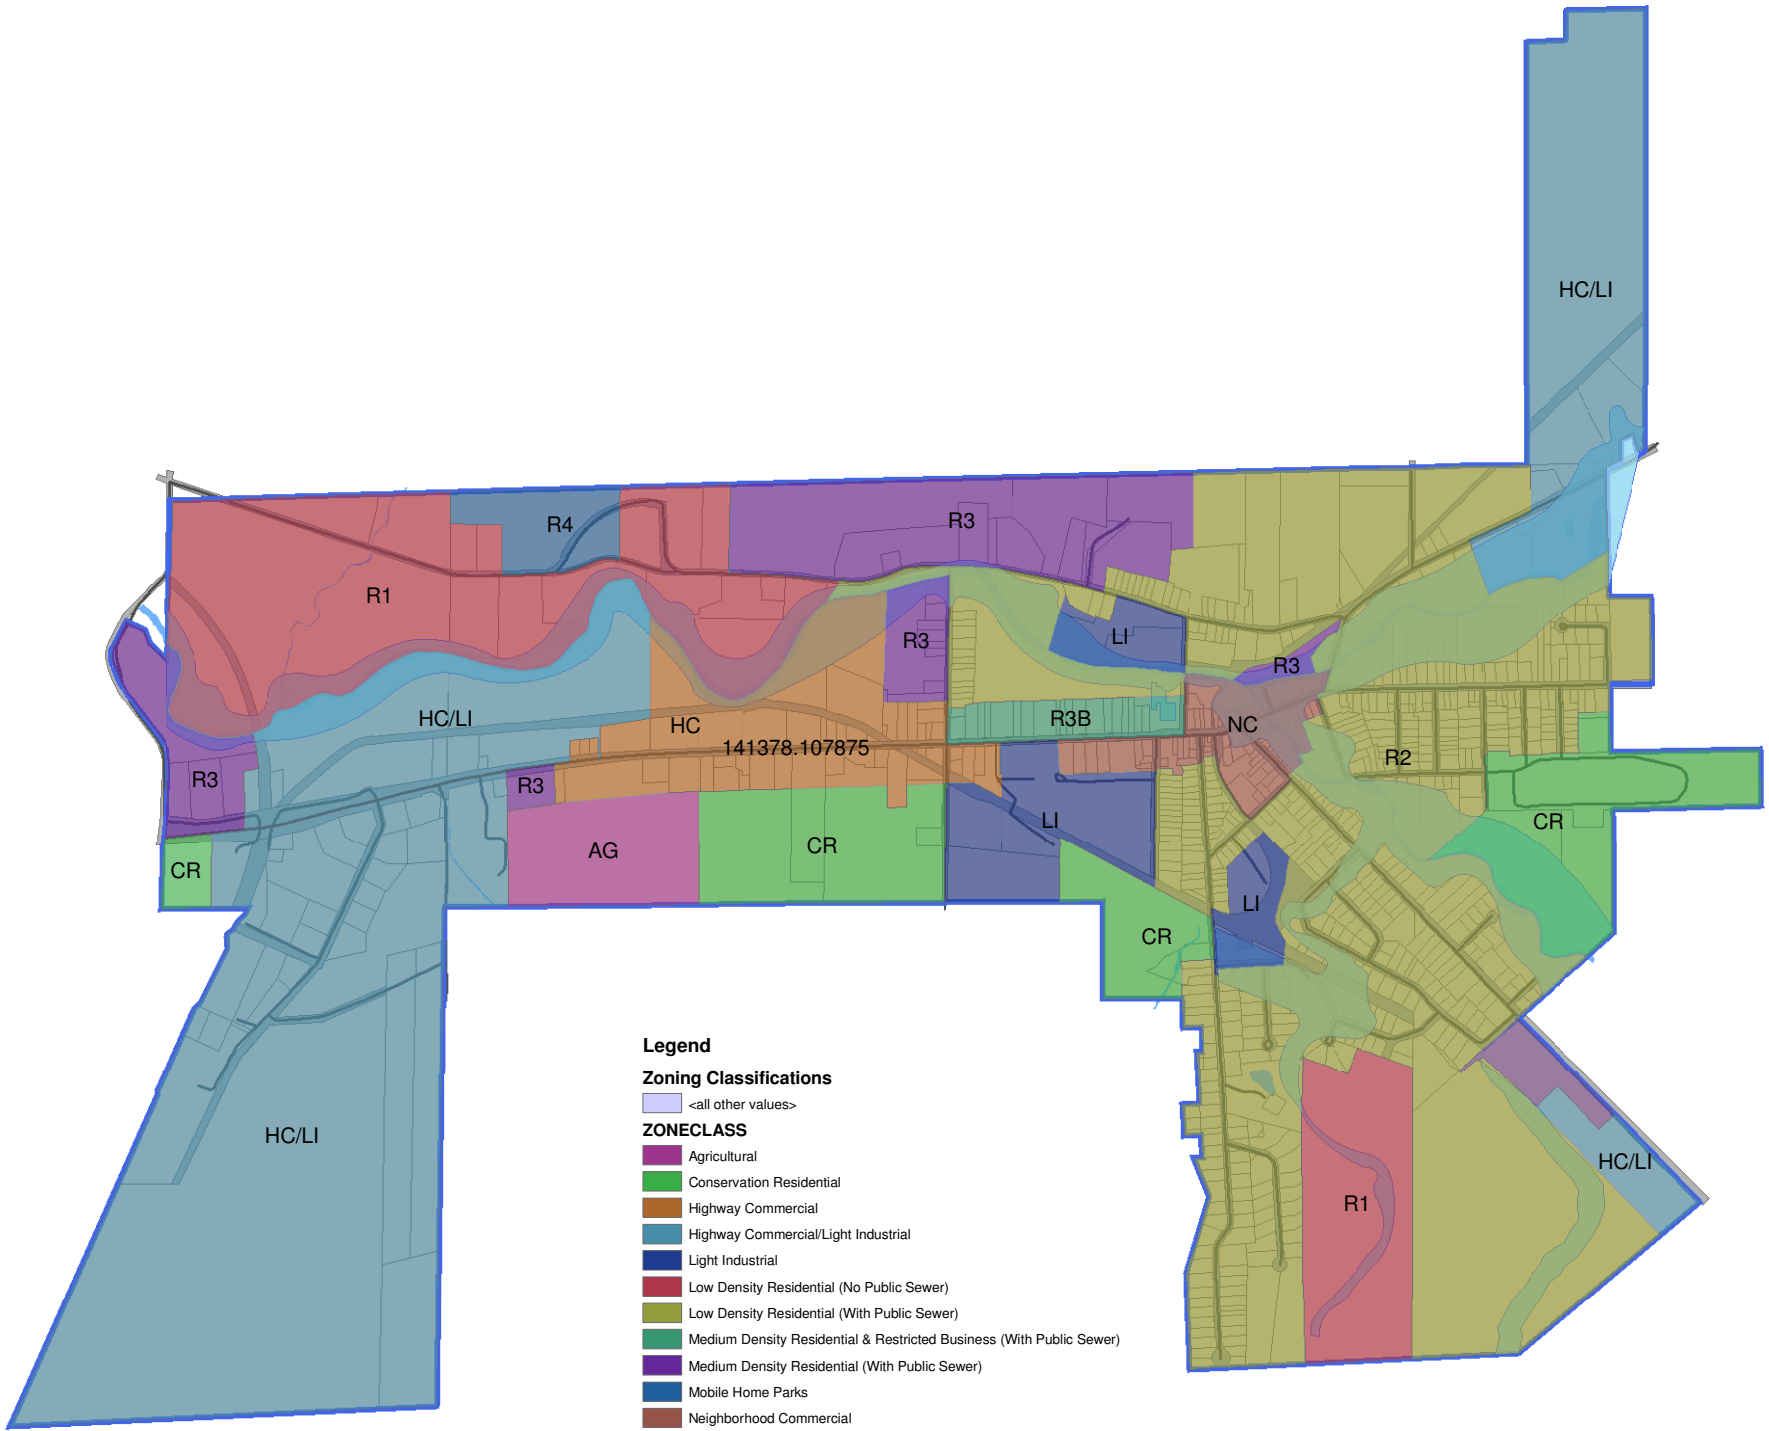 HC/LI
R4
R3
R1
LI
R3
R3
HC/LI
R3B
HC
NC
141378.107875
R2
R3
R3
LI
CR
AG
CR
CR
LI
CR
Legend
Zoning Classifications
<all other values>
ZONECLASS
Agricultural
Conservation Residential
Highway Commercial
Highway Commercial/Light Industrial
Light Industrial
Low Density Residential (No Public Sewer)
Low Density Residential (With Public Sewer)
Medium Density Residential & Restricted Business (With Public Sewer)
Medium Density Residential (With Public Sewer)
Mobile Home Parks
Neighborhood Commercial
HC/LI
HC/LI
R1